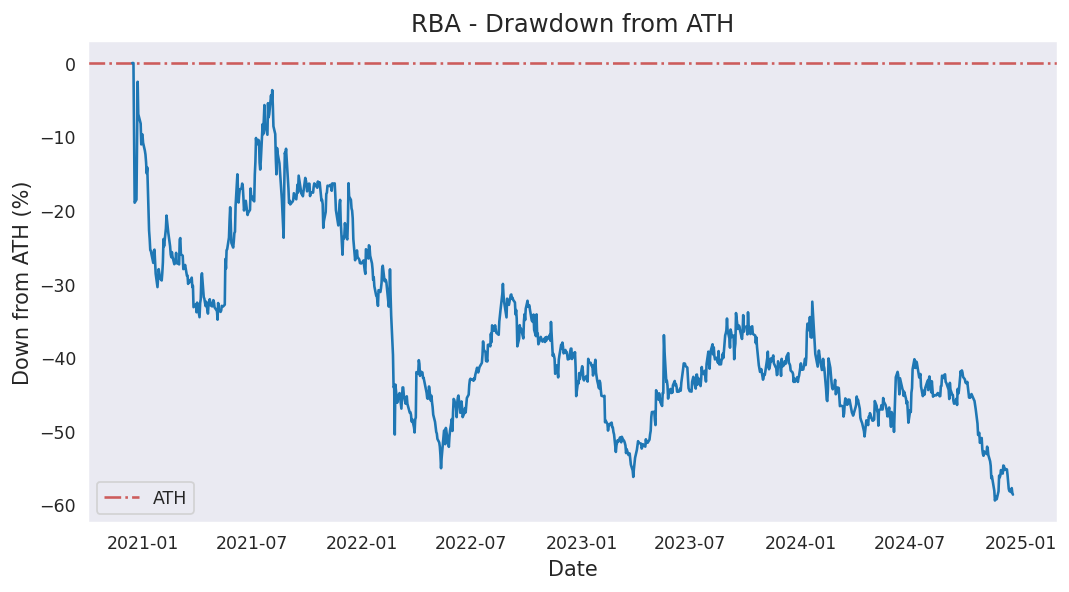 RBA - Drawdown from ATH
Down from ATH (%)
0
−10
−20
−30
−40
−50
−60
ATH
2021-01 2021-07 2022-01 2022-07 2023-01 2023-07 2024-01 2024-07 2025-01
Date